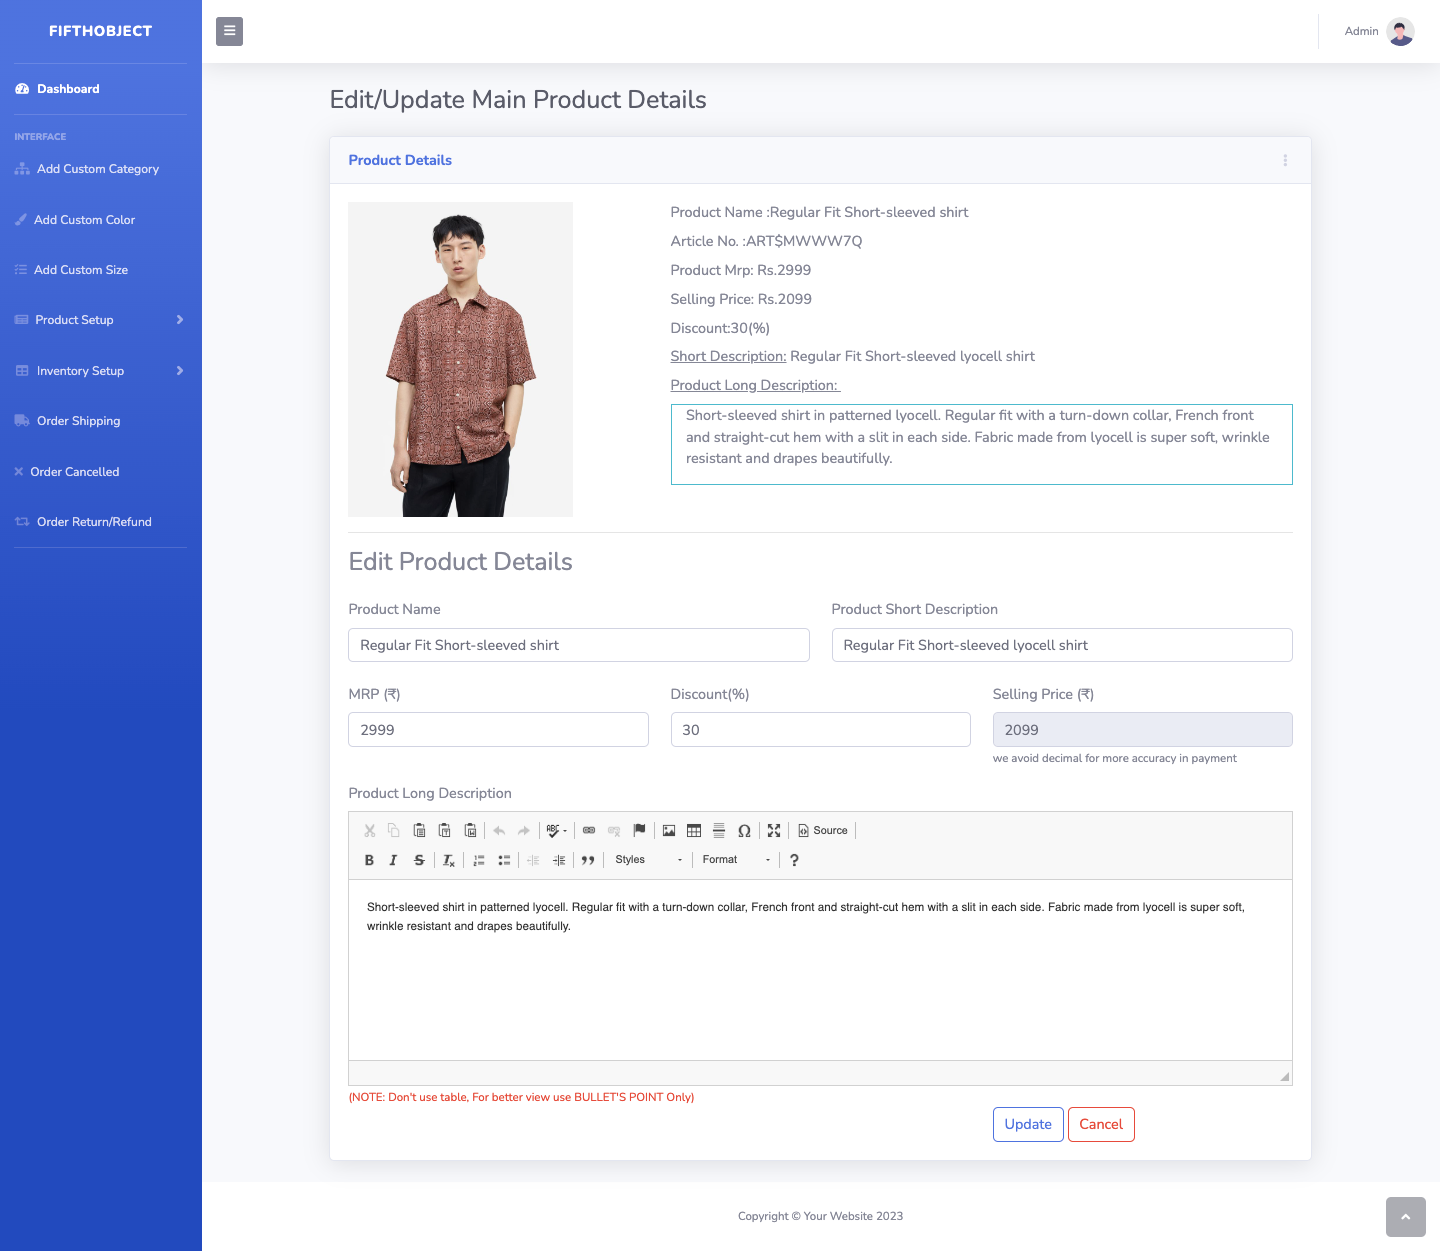 FIFTHOBJECT
Admin
Dashboard
INTERFACE
Add Custom Category
Add Custom Color
Add Custom Size
Product Setup
Inventory Setup
Order Shipping
Order Cancelled
Order Return/Refund
Edit/Update Main Product Details
Product Details
Product Name :Regular Fit Short-sleeved shirt
Article No. :ART$MWWW7Q
Product Mrp: Rs.2999
Selling Price: Rs.2099
Discount:30(%)
Short Description: Regular Fit Short-sleeved lyocell shirt
Product Long Description:
Short-sleeved shirt in patterned lyocell. Regular fit with a turn-down collar, French front
and straight-cut hem with a slit in each side. Fabric made from lyocell is super soft, wrinkle
resistant and drapes beautifully.
Edit Product Details
Product Name
Product Short Description
Regular Fit Short-sleeved shirt
Regular Fit Short-sleeved lyocell shirt
MRP (₹)
Discount(%)
Selling Price (₹)
2999
30
2099
we avoid decimal for more accuracy in payment
Product Long Description
Source
Styles
Format
Short-sleeved shirt in patterned lyocell. Regular fit with a turn-down collar, French front and straight-cut hem with a slit in each side. Fabric made from lyocell is super soft,
wrinkle resistant and drapes beautifully.
(NOTE: Don't use table, For better view use BULLET'S POINT Only)
Update
Cancel
Copyright © Your Website 2023